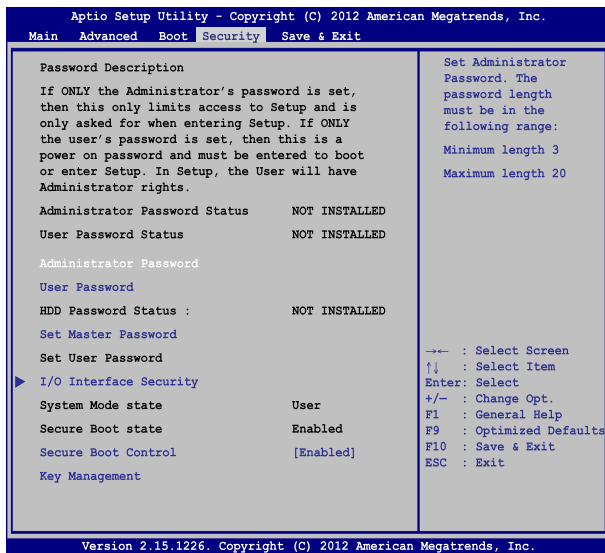 Aptio Setup Utility - Copyright (C) 2012 American Megatrends, Inc.
Main Advanced Boot Security Save & Exit
Password Description
If ONLY the Administrator's password is set,
then this only limits access to Setup and is
only asked for when entering Setup. If ONLY
the user's password is set, then this is a
power on password and must be entered to boot
or enter Setup. In Setup, the User will have
Administrator rights.
Administrator Password Status NOT INSTALLED
User Password Status NOT INSTALLED
Administrator Password
User Password
HDD Password Status : NOT INSTALLED
Set Master Password
Set User Password
I/O Interface Security
System Mode state User
Secure Boot state Enabled
Secure Boot Control [Enabled]
Key Management
Set Administrator
Password. The
password length
must be in the
following range:
Minimum length 3
Maximum length 20
→← : Select Screen
↑↓ : Select Item
Enter: Select
+/— : Change Opt.
F1 : General Help
F9 : Optimized Defaults
F10 : Save & Exit
ESC : Exit
Version 2.15.1226. Copyright (C) 2012 American Megatrends, Inc.